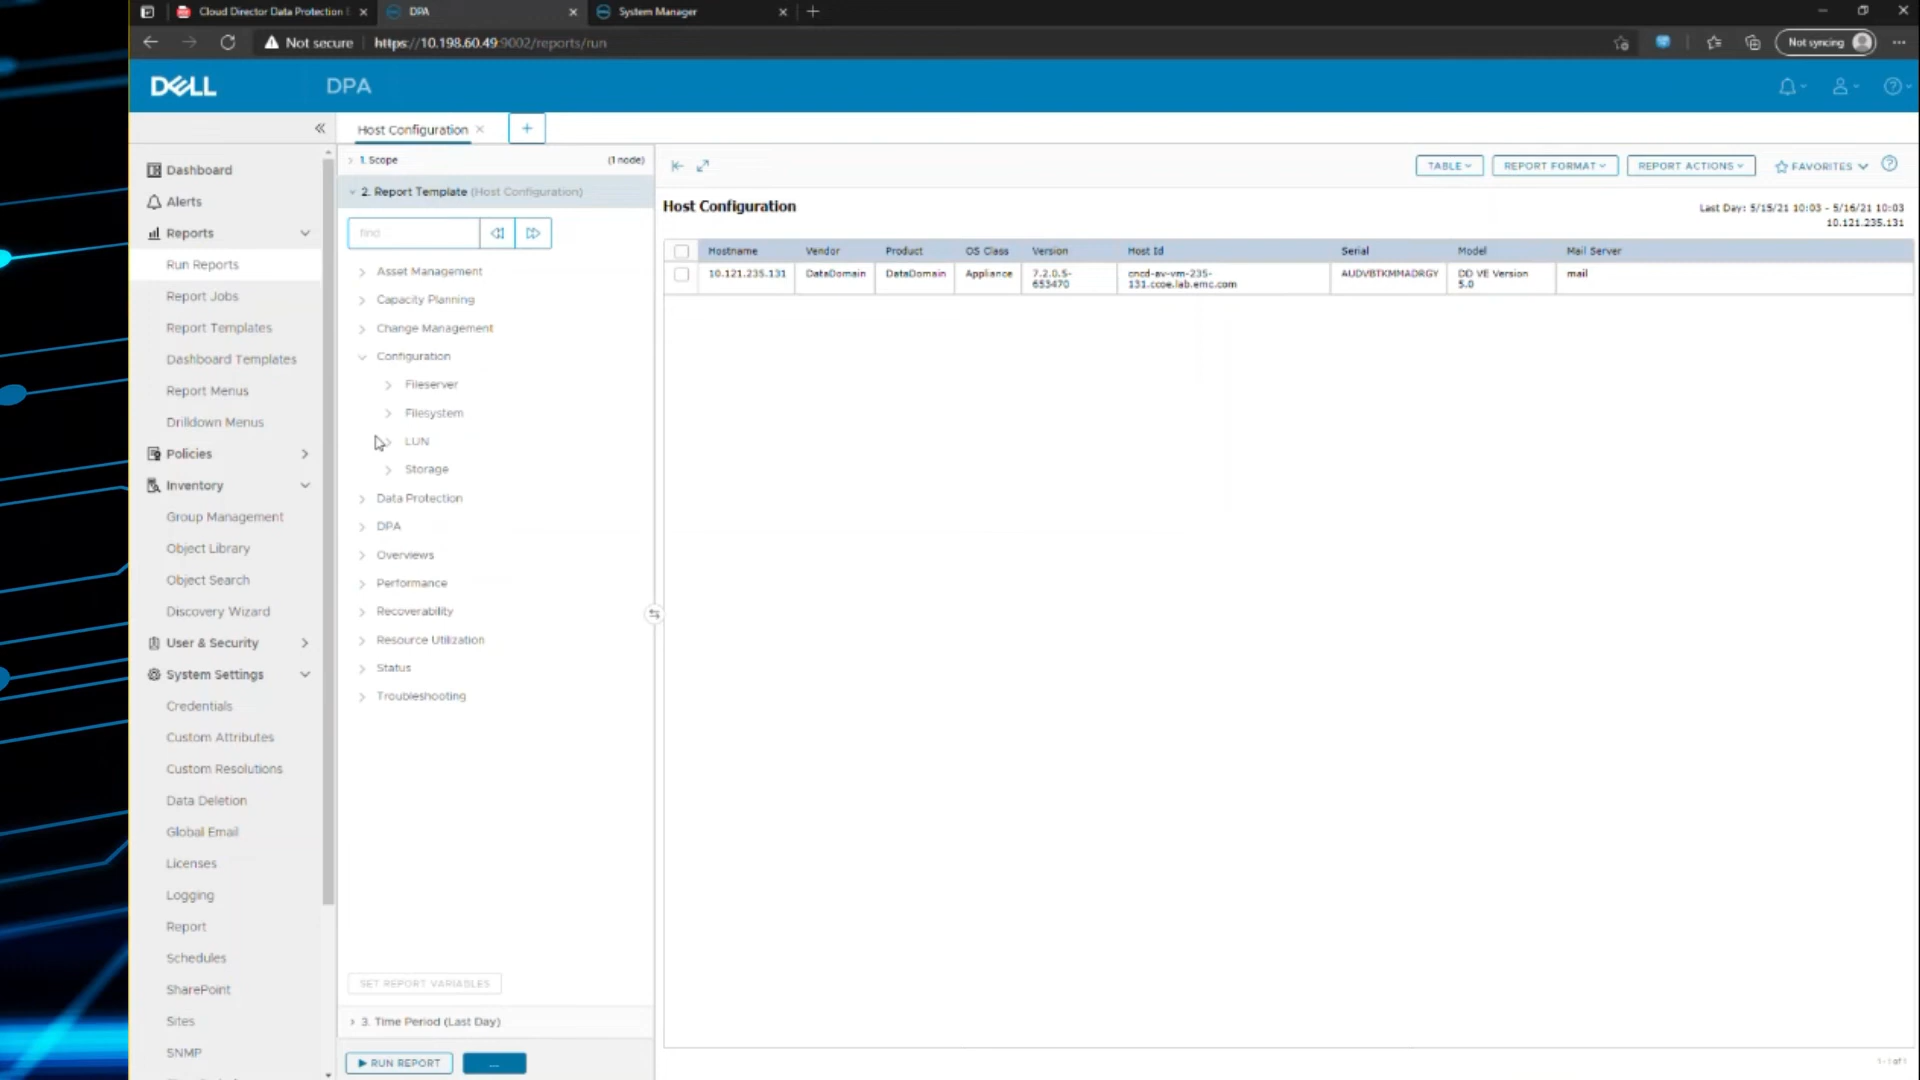 Cloud Director Data Protection
DPA
System Manager
Not secure
https://10.198.60.49:9002/reports/run
Not syncing
DELL
DPA
Host Configuration
Dashboard
Alerts
Reports
Run Reports
Report Jobs
Report Templates
Dashboard Templates
Report Menus
Drilldown Menus
Policies
Inventory
Group Management
Object Library
Object Search
Discovery Wizard
User & Security
System Settings
Credentials
Custom Attributes
Custom Resolutions
Data Deletion
Global Email
Licenses
Logging
Report
Schedules
SharePoint
Sites
SNMP
1. Scope (1 node)
2. Report Template (Host Configuration)
find
Asset Management
Capacity Planning
Change Management
Configuration
Fileserver
Filesystem
LUN
Storage
Data Protection
DPA
Overviews
Performance
Recoverability
Resource Utilization
Status
Troubleshooting
SET REPORT VARIABLES
3. Time Period (Last Day)
RUN REPORT ...
TABLE REPORT FORMAT REPORT ACTIONS FAVORITES
Host Configuration
Last Day: 5/15/21 10:03 - 5/16/21 10:03
10.121.235.131
Hostname Vendor Product OS Class Version Host Id Serial Model Mail Server
10.121.235.131 DataDomain DataDomain Appliance 7.2.0.5-653470 cncd-av-vm-235-131.ccoe.lab.emc.com AUDVBTKMMADRGY DD VE Version 5.0 mail
1 - 1 of 1